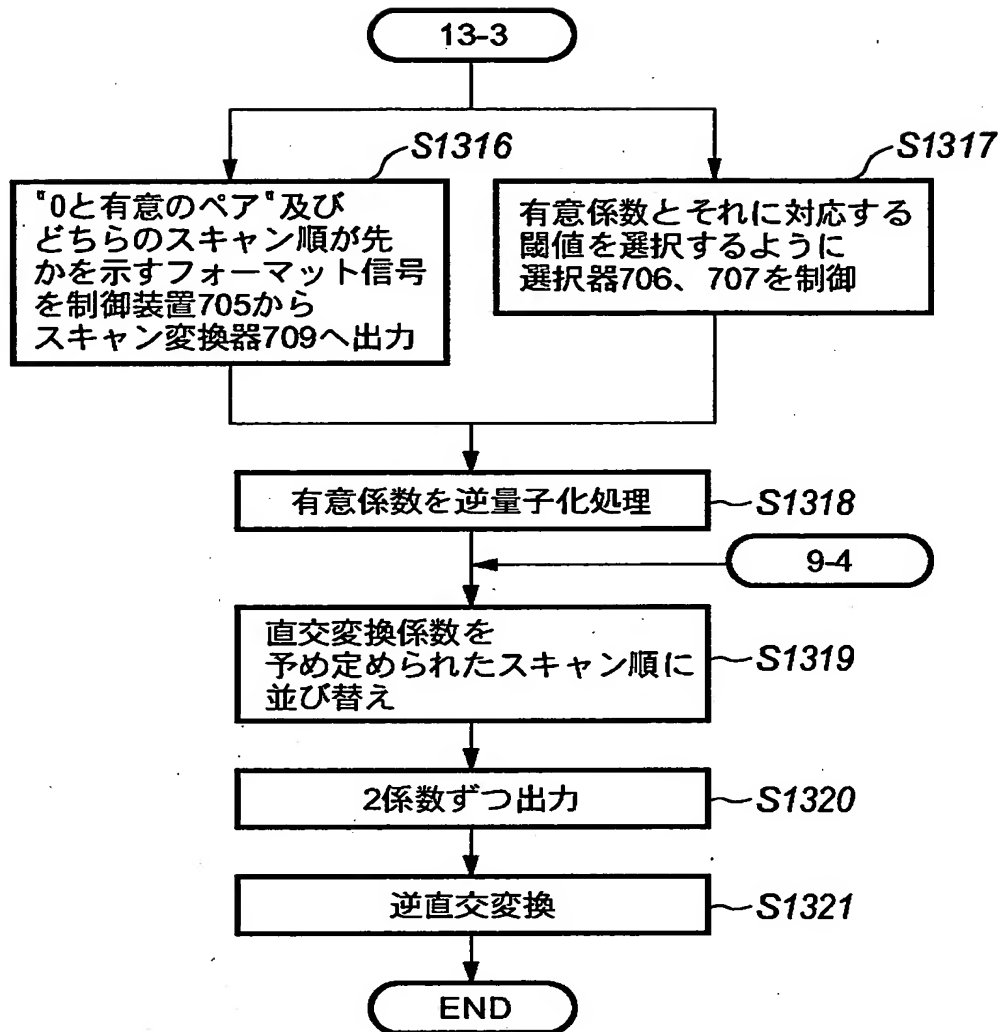 13-3
S1316
"0と有意のペア"及び
どちらのスキャン順が先
かを示すフォーマット信号
を制御装置705から
スキャン変換器709へ出力
S1317
有意係数とそれに対応する
閾値を選択するように
選択器706、707を制御
有意係数を逆量子化処理
S1318
9-4
直交変換係数を
予め定められたスキャン順に
並び替え
S1319
2係数ずつ出力
S1320
逆直交変換
S1321
END